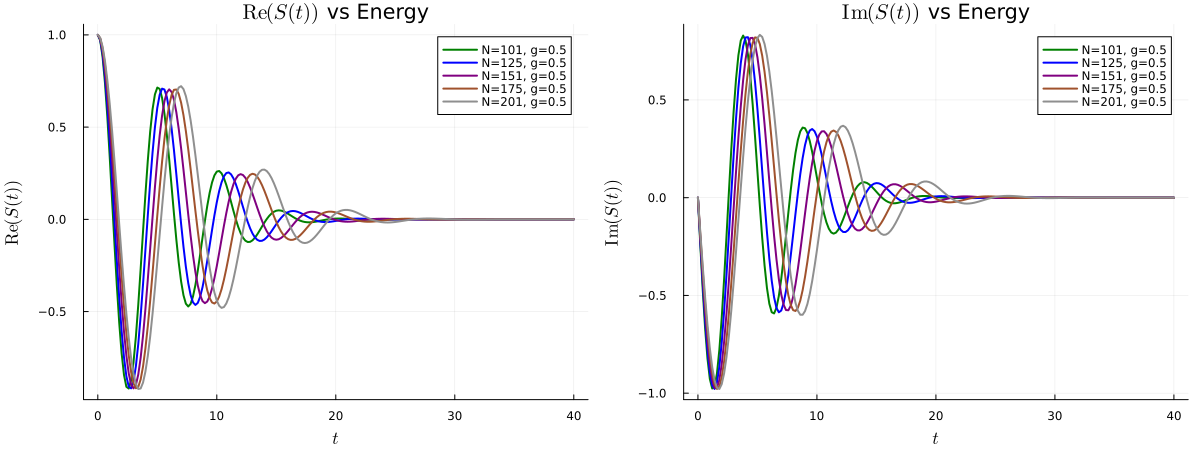 Re(S(t)) vs Energy
Re(S(t))
1.0
0.5
0.0
−0.5
0
10
20
30
40
t
N=101, g=0.5
N=125, g=0.5
N=151, g=0.5
N=175, g=0.5
N=201, g=0.5
Im(S(t)) vs Energy
Im(S(t))
0.5
0.0
−0.5
−1.0
0
10
20
30
40
t
N=101, g=0.5
N=125, g=0.5
N=151, g=0.5
N=175, g=0.5
N=201, g=0.5